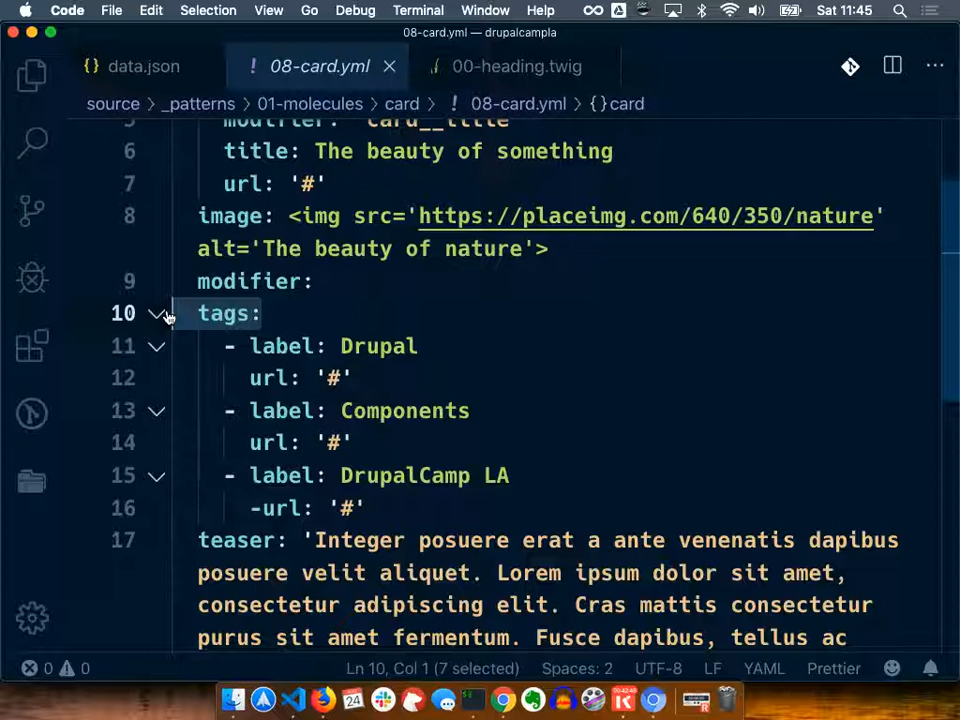 Code File Edit Selection View Go Debug Terminal Window Help Sat 11:45
08-card.yml — drupalcampla
{} data.json ! 08-card.yml 00-heading.twig
source > _patterns > 01-molecules > card > ! 08-card.yml > {} card
5 modifier: 'card__title'
6 title: The beauty of something
7 url: '#'
8 image: <img src='https://placeimg.com/640/350/nature'
alt='The beauty of nature'>
9 modifier:
10 tags:
11 - label: Drupal
12 url: '#'
13 - label: Components
14 url: '#'
15 - label: DrupalCamp LA
16 -url: '#'
17 teaser: 'Integer posuere erat a ante venenatis dapibus
posuere velit aliquet. Lorem ipsum dolor sit amet,
consectetur adipiscing elit. Cras mattis consectetur
purus sit amet fermentum. Fusce dapibus, tellus ac
0 0 Ln 10, Col 1 (7 selected) Spaces: 2 UTF-8 LF YAML Prettier
24